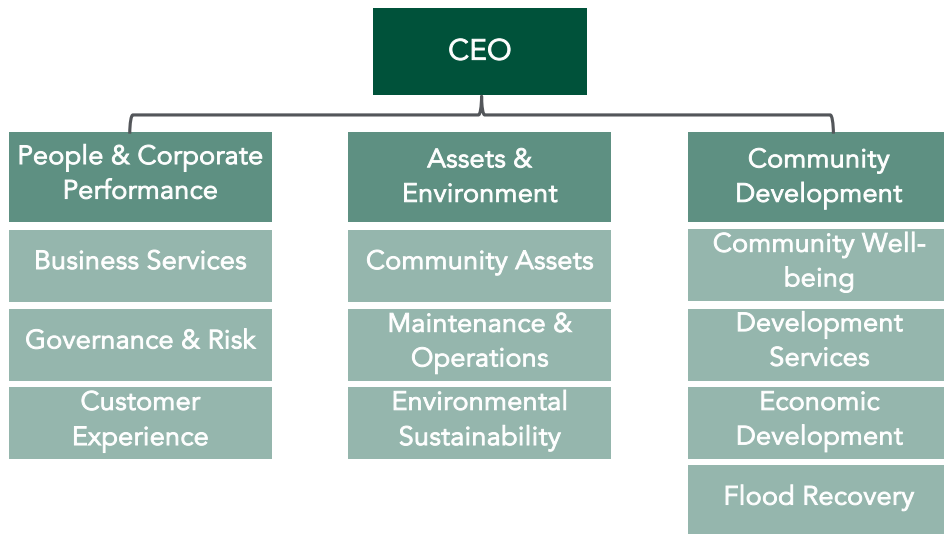 CEO
People & Corporate
Performance
Business Services
Governance & Risk
Customer
Experience
Assets &
Environment
Community Assets
Maintenance &
Operations
Environmental
Sustainability
Community
Development
Community Well-
being
Development
Services
Economic
Development
Flood Recovery